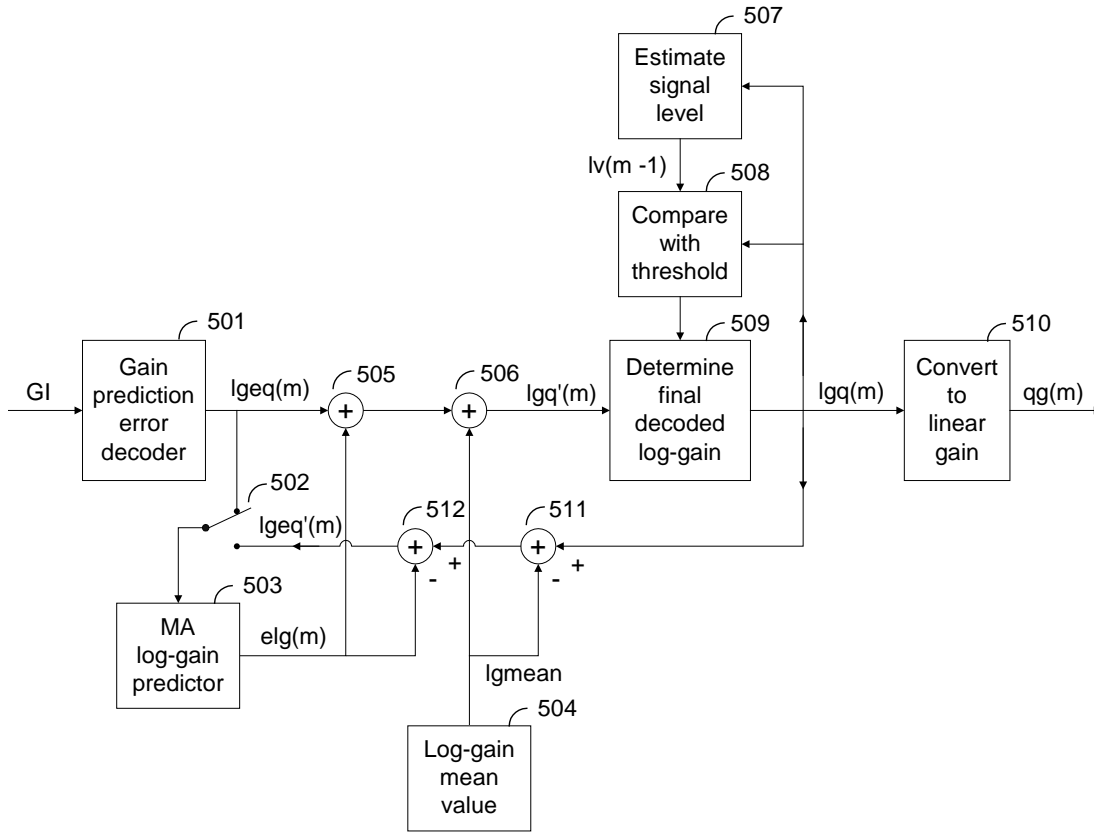 507
Estimate
signal
level
lv(m -1)
508
Compare
with
threshold
501
Gain
prediction
error
decoder
GI
lgeq(m)
505
+
506
+
lgq'(m)
509
Determine
final
decoded
log-gain
lgq(m)
510
Convert
to
linear
gain
qg(m)
502
lgeq'(m)
512
+
+
-
511
+
+
-
503
MA
log-gain
predictor
elg(m)
lgmean
504
Log-gain
mean
value